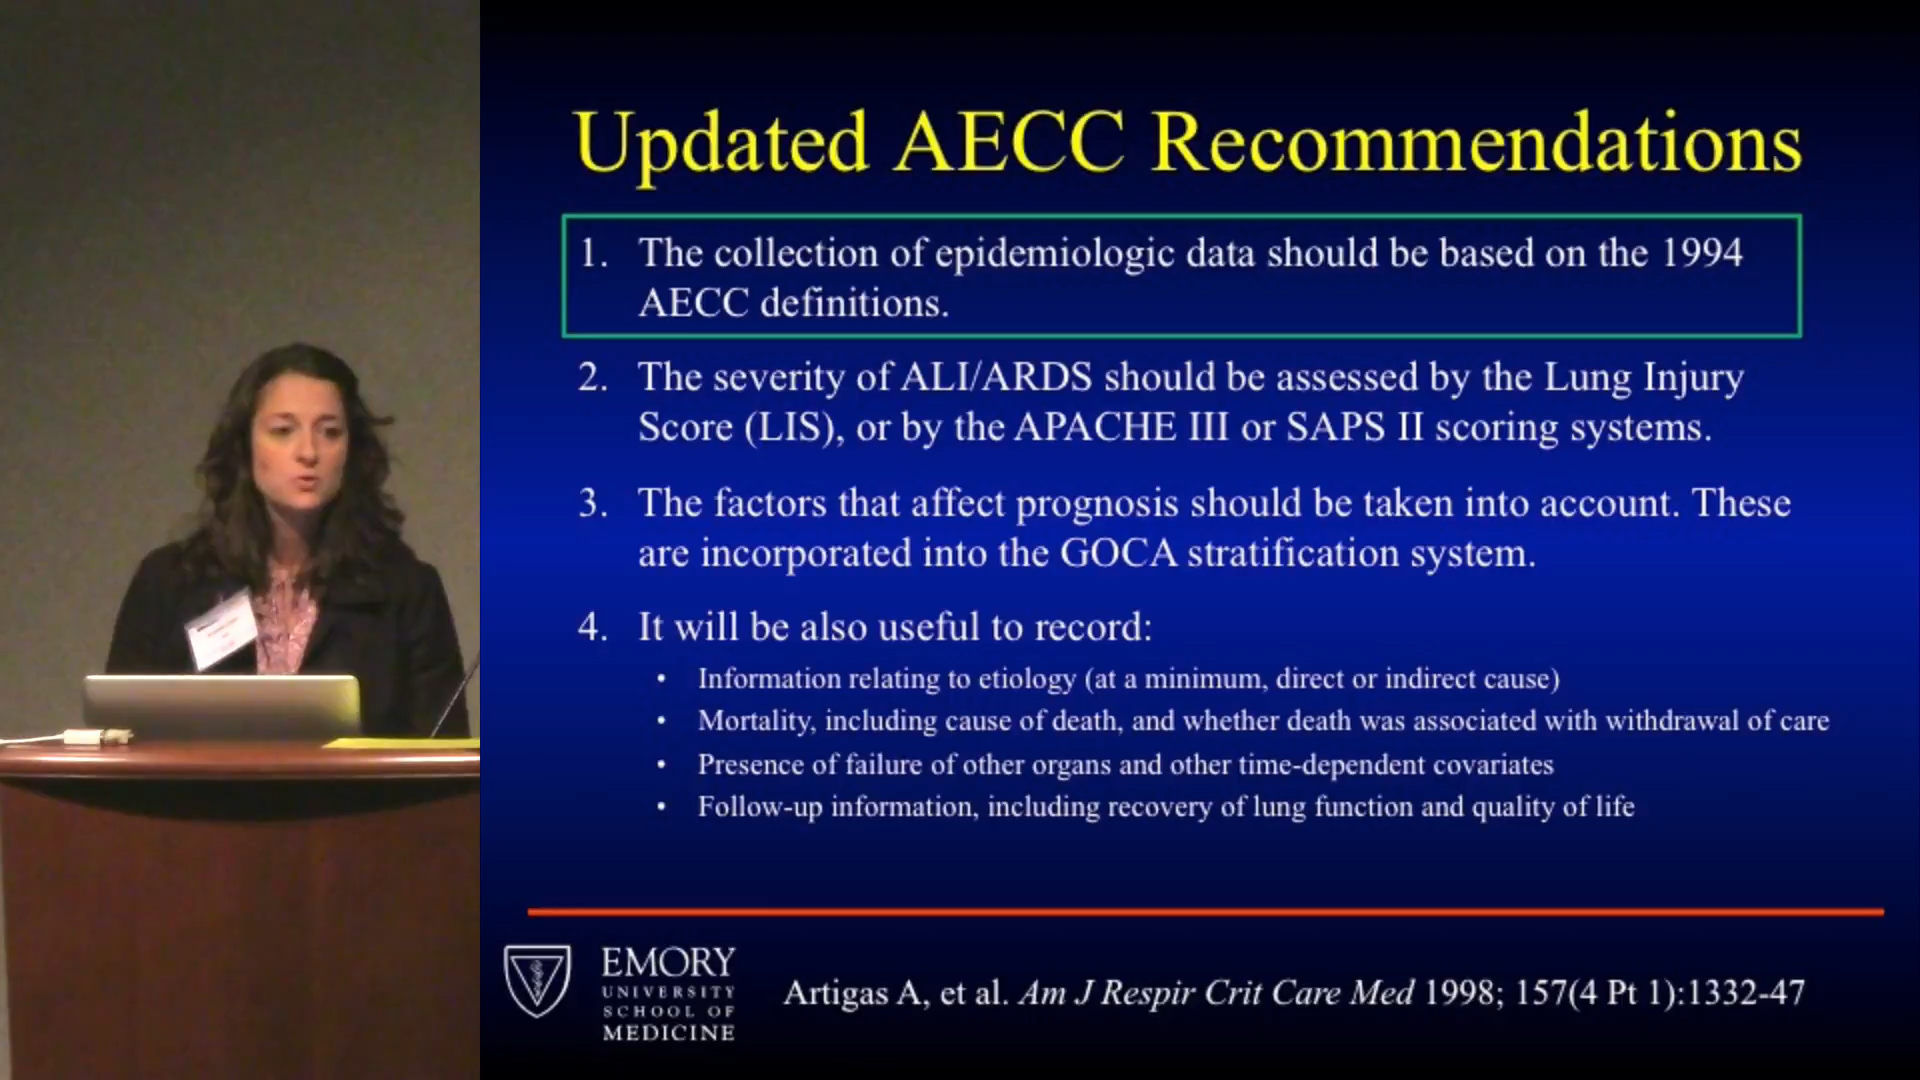 Updated AECC Recommendations
1. The collection of epidemiologic data should be based on the 1994
AECC definitions.
2. The severity of ALI/ARDS should be assessed by the Lung Injury
Score (LIS), or by the APACHE III or SAPS II scoring systems.
3. The factors that affect prognosis should be taken into account. These
are incorporated into the GOCA stratification system.
4. It will be also useful to record:
• Information relating to etiology (at a minimum, direct or indirect cause)
• Mortality, including cause of death, and whether death was associated with withdrawal of care
• Presence of failure of other organs and other time-dependent covariates
• Follow-up information, including recovery of lung function and quality of life
EMORY
UNIVERSITY
SCHOOL OF
MEDICINE
Artigas A, et al. Am J Respir Crit Care Med 1998; 157(4 Pt 1):1332-47